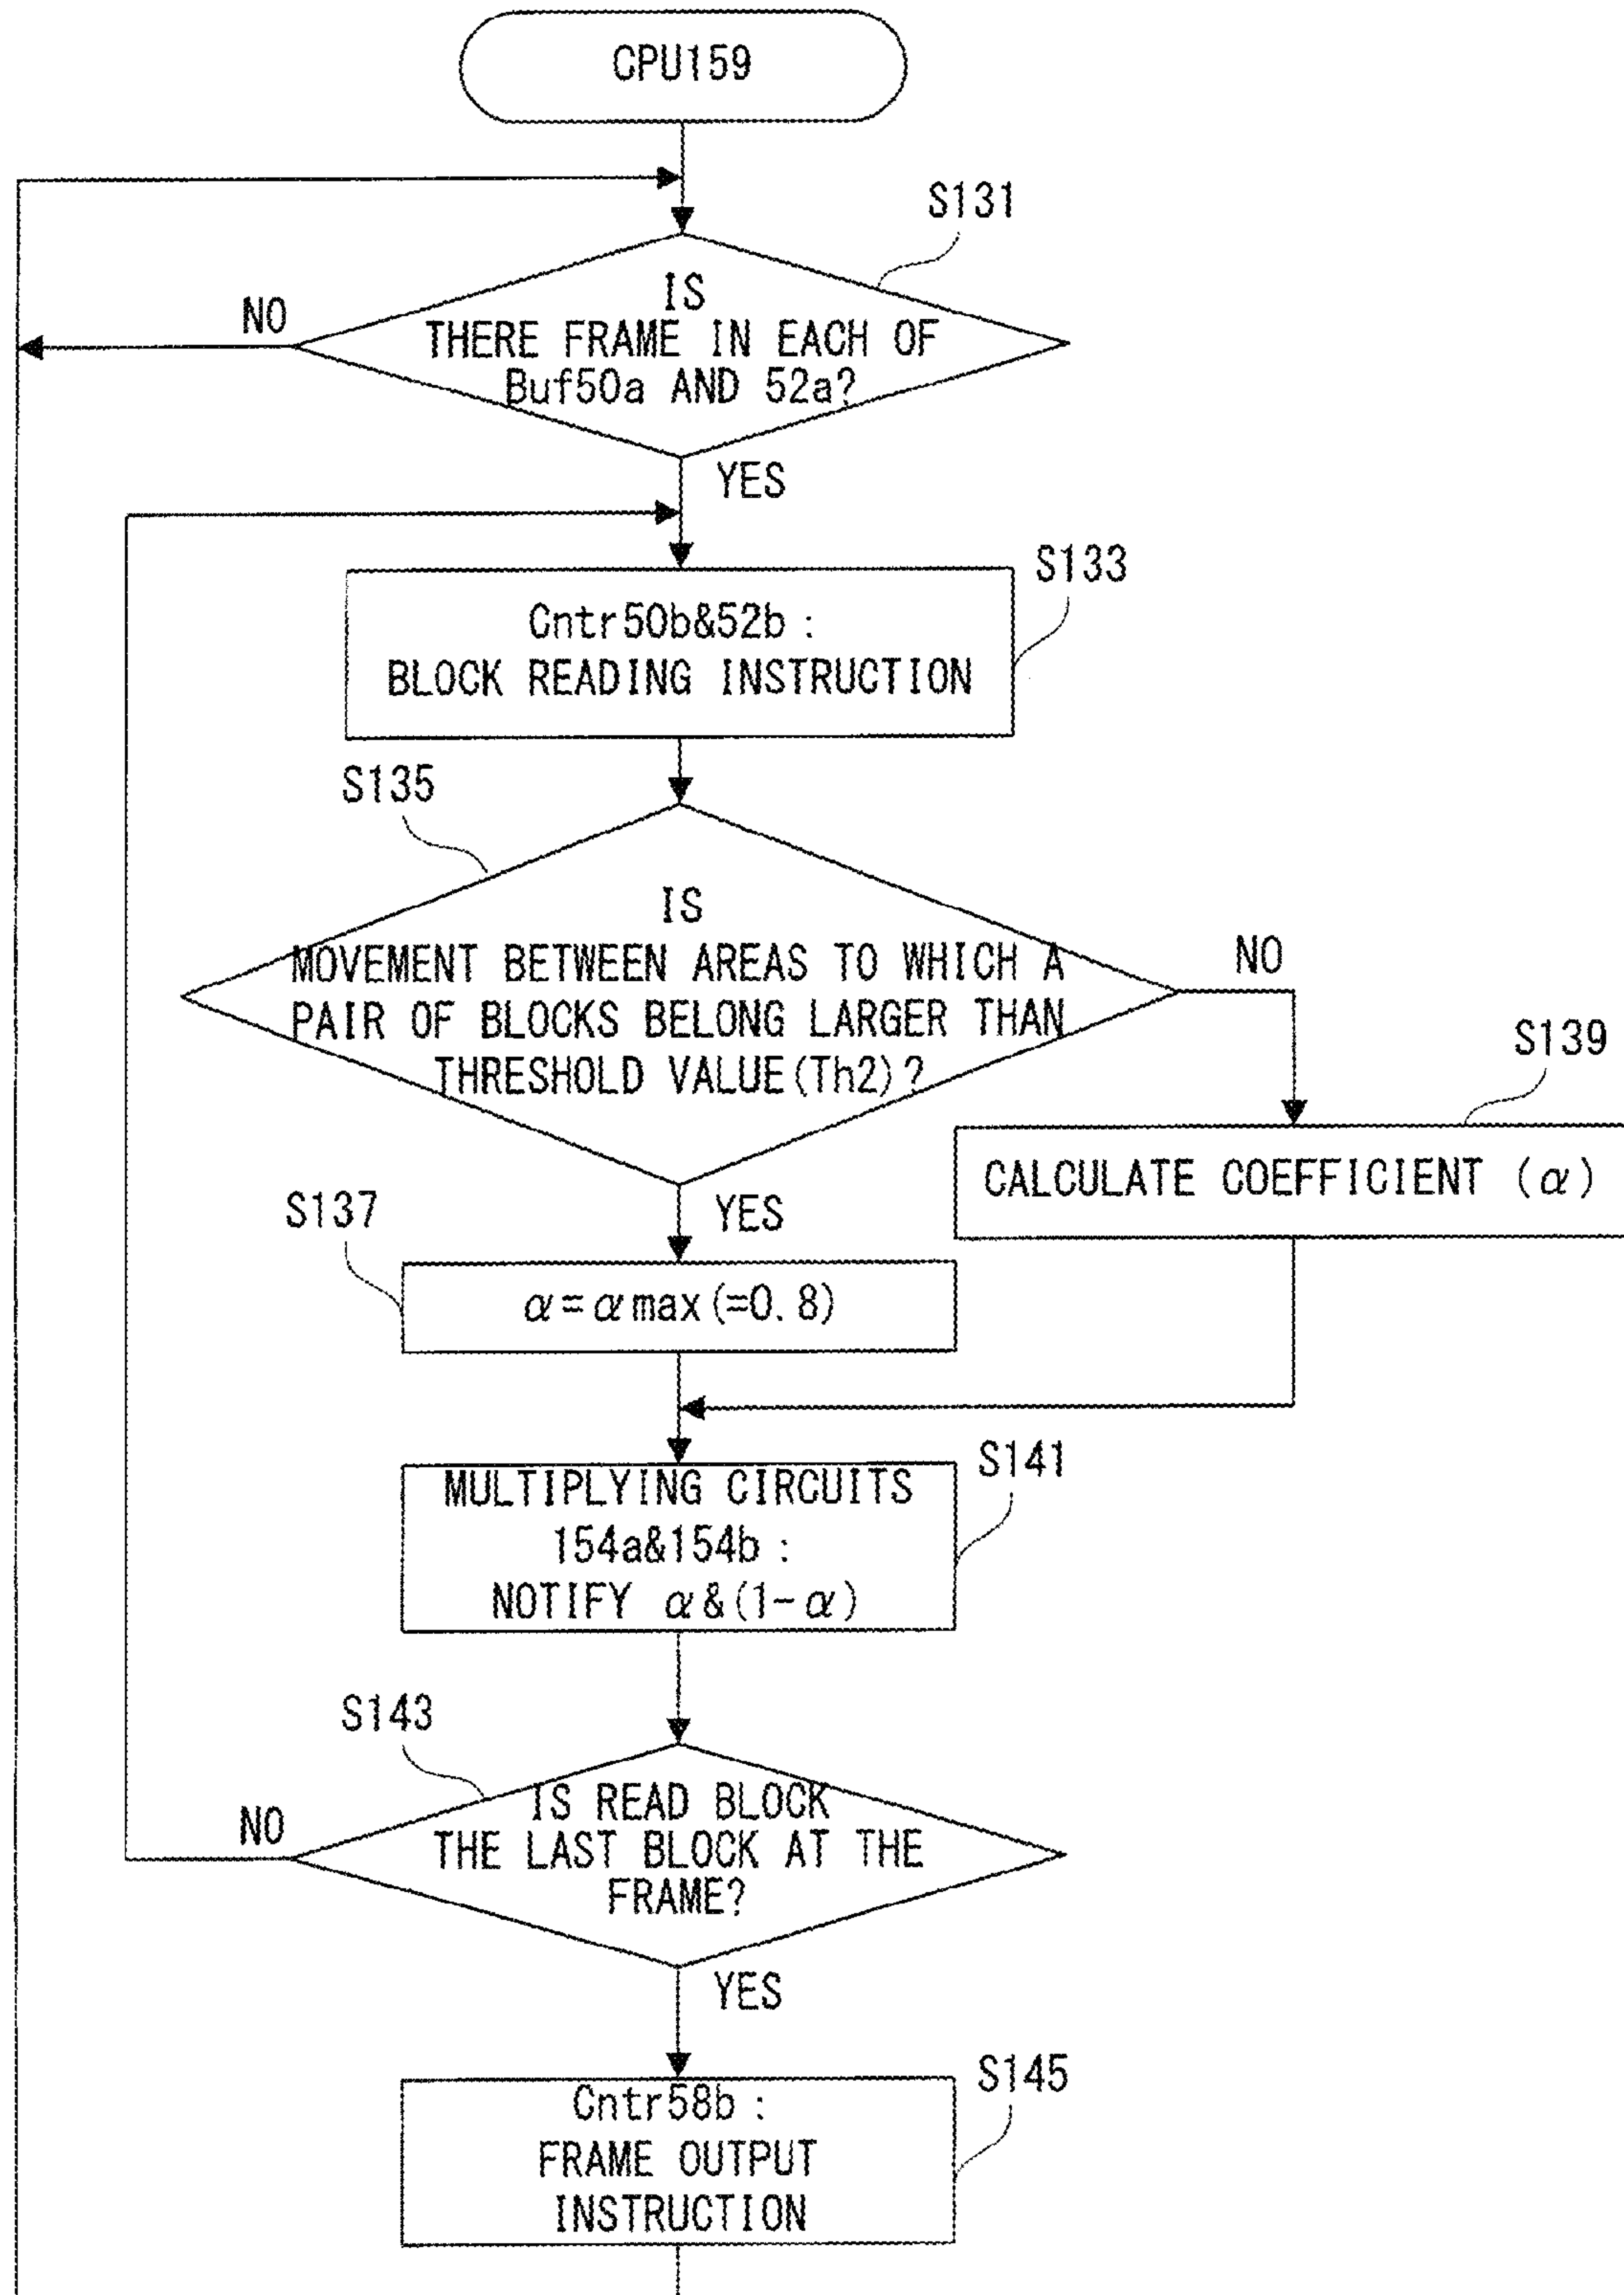 CPU159
S131
IS
THERE FRAME IN EACH OF
Buf50a AND 52a?
NO
YES
S133
Cntr50b&52b :
BLOCK READING INSTRUCTION
S135
IS
MOVEMENT BETWEEN AREAS TO WHICH A
PAIR OF BLOCKS BELONG LARGER THAN
THRESHOLD VALUE(Th2)?
NO
YES
S139
CALCULATE COEFFICIENT (α)
S137
α=αmax(=0.8)
S141
MULTIPLYING CIRCUITS
154a&154b :
NOTIFY α&(1-α)
S143
IS READ BLOCK
THE LAST BLOCK AT THE
FRAME?
NO
YES
S145
Cntr58b :
FRAME OUTPUT
INSTRUCTION